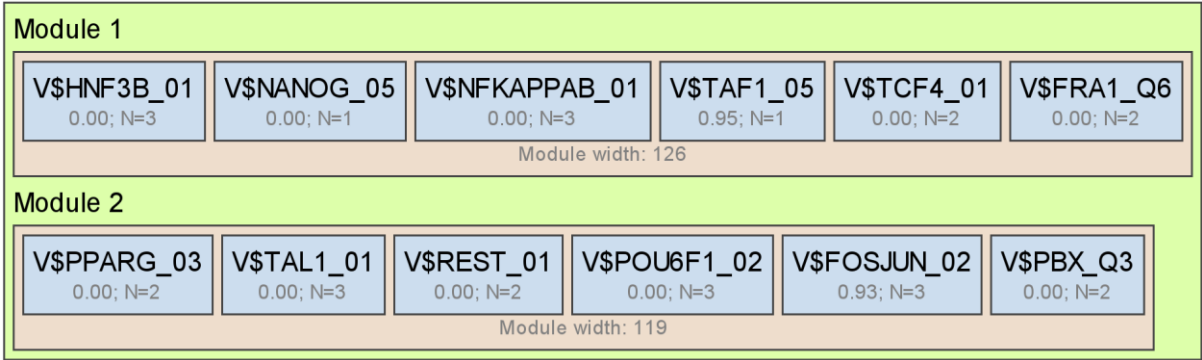 Module 1
V$HNF3B_01 V$NANOG_05 V$NFKAPPAB_01 V$TAF1_05 V$TCF4_01 V$FRA1_Q6
0.00; N=3 0.00; N=1 0.00; N=3 0.95; N=1 0.00; N=2 0.00; N=2
Module width: 126
Module 2
V$PPARG_03 V$TAL1_01 V$REST_01 V$POU6F1_02 V$FOSJUN_02 V$PBX_Q3
0.00; N=2 0.00; N=3 0.00; N=2 0.00; N=3 0.93; N=3 0.00; N=2
Module width: 119